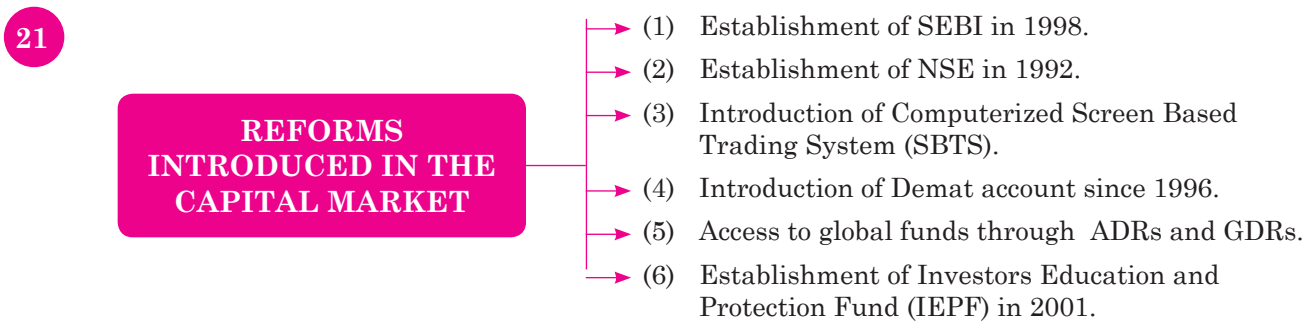 21
REFORMS
INTRODUCED IN THE
CAPITAL MARKET
(1) Establishment of SEBI in 1998.
(2) Establishment of NSE in 1992.
(3) Introduction of Computerized Screen Based
Trading System (SBTS).
(4) Introduction of Demat account since 1996.
(5) Access to global funds through ADRs and GDRs.
(6) Establishment of Investors Education and
Protection Fund (IEPF) in 2001.